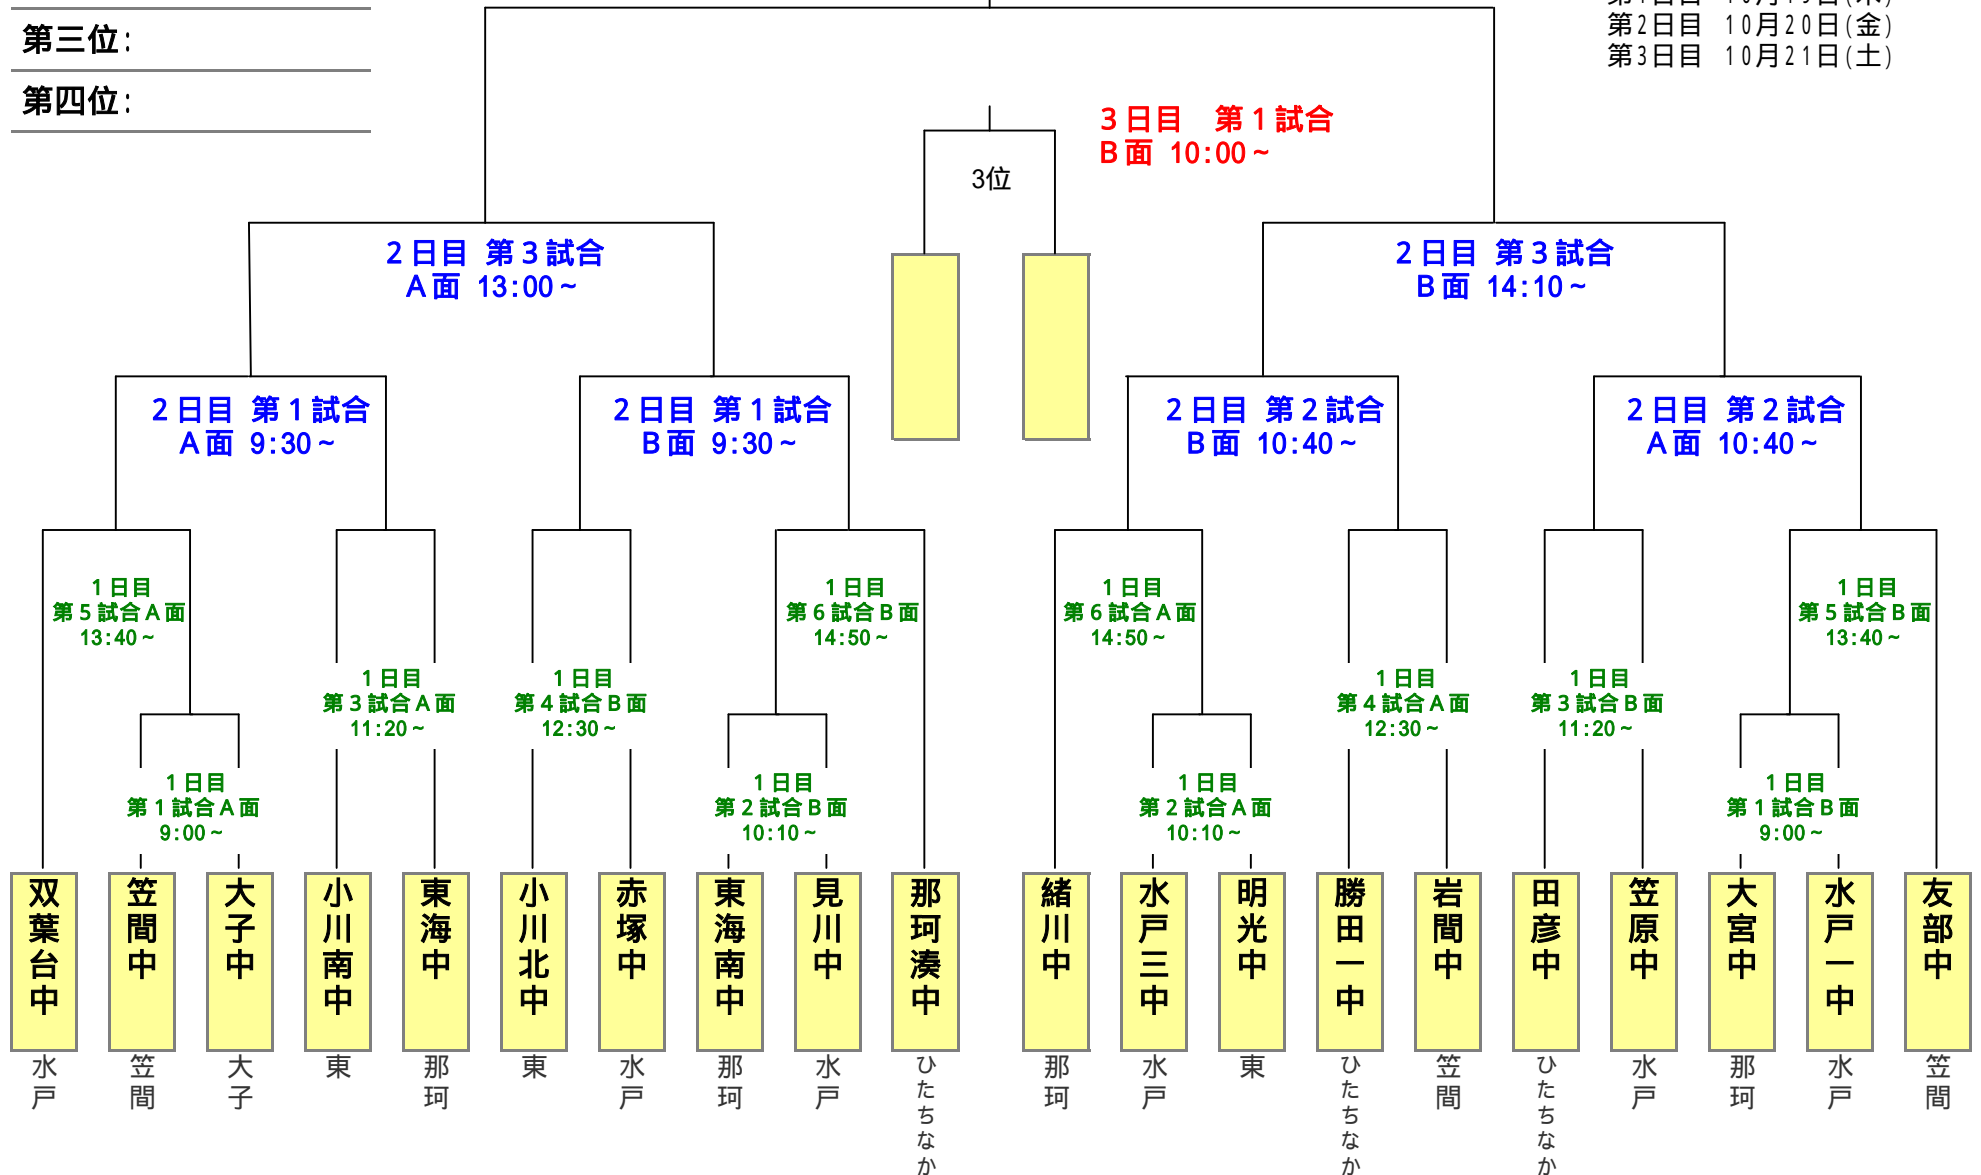 第2日目 10月20日(金)
第3日目 10月21日(土)
第三位:
第四位:
3日目 第1試合
B面 10:00~
3位
2日目 第3試合
A面 13:00~
2日目 第3試合
B面 14:10~
2日目 第1試合
A面 9:30~
2日目 第1試合
B面 9:30~
2日目 第2試合
B面 10:40~
2日目 第2試合
A面 10:40~
1日目
第5試合A面
13:40~
1日目
第6試合B面
14:50~
1日目
第6試合A面
14:50~
1日目
第5試合B面
13:40~
1日目
第3試合A面
11:20~
1日目
第4試合B面
12:30~
1日目
第4試合A面
12:30~
1日目
第3試合B面
11:20~
1日目
第1試合A面
9:00~
1日目
第2試合B面
10:10~
1日目
第2試合A面
10:10~
1日目
第1試合B面
9:00~
双葉台中
笠間中
大子中
小川南中
東海中
小川北中
赤塚中
東海南中
見川中
那珂湊中
緒川中
水戸三中
明光中
勝田一中
岩間中
田彦中
笠原中
大宮中
水戸一中
友部中
水戸
笠間
大子
東
那珂
東
水戸
那珂
水戸
ひたちなか
那珂
水戸
東
ひたちなか
笠間
ひたちなか
水戸
那珂
水戸
笠間